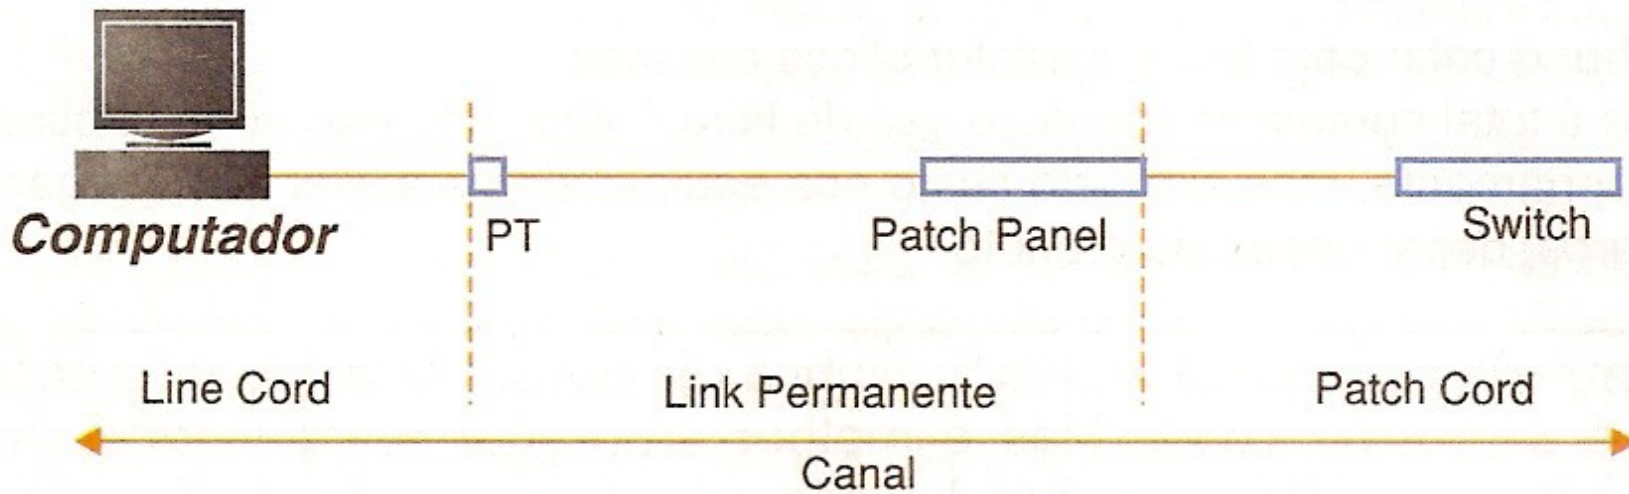 Computador
PT
Patch Panel
Switch
Line Cord
Link Permanente
Patch Cord
Canal